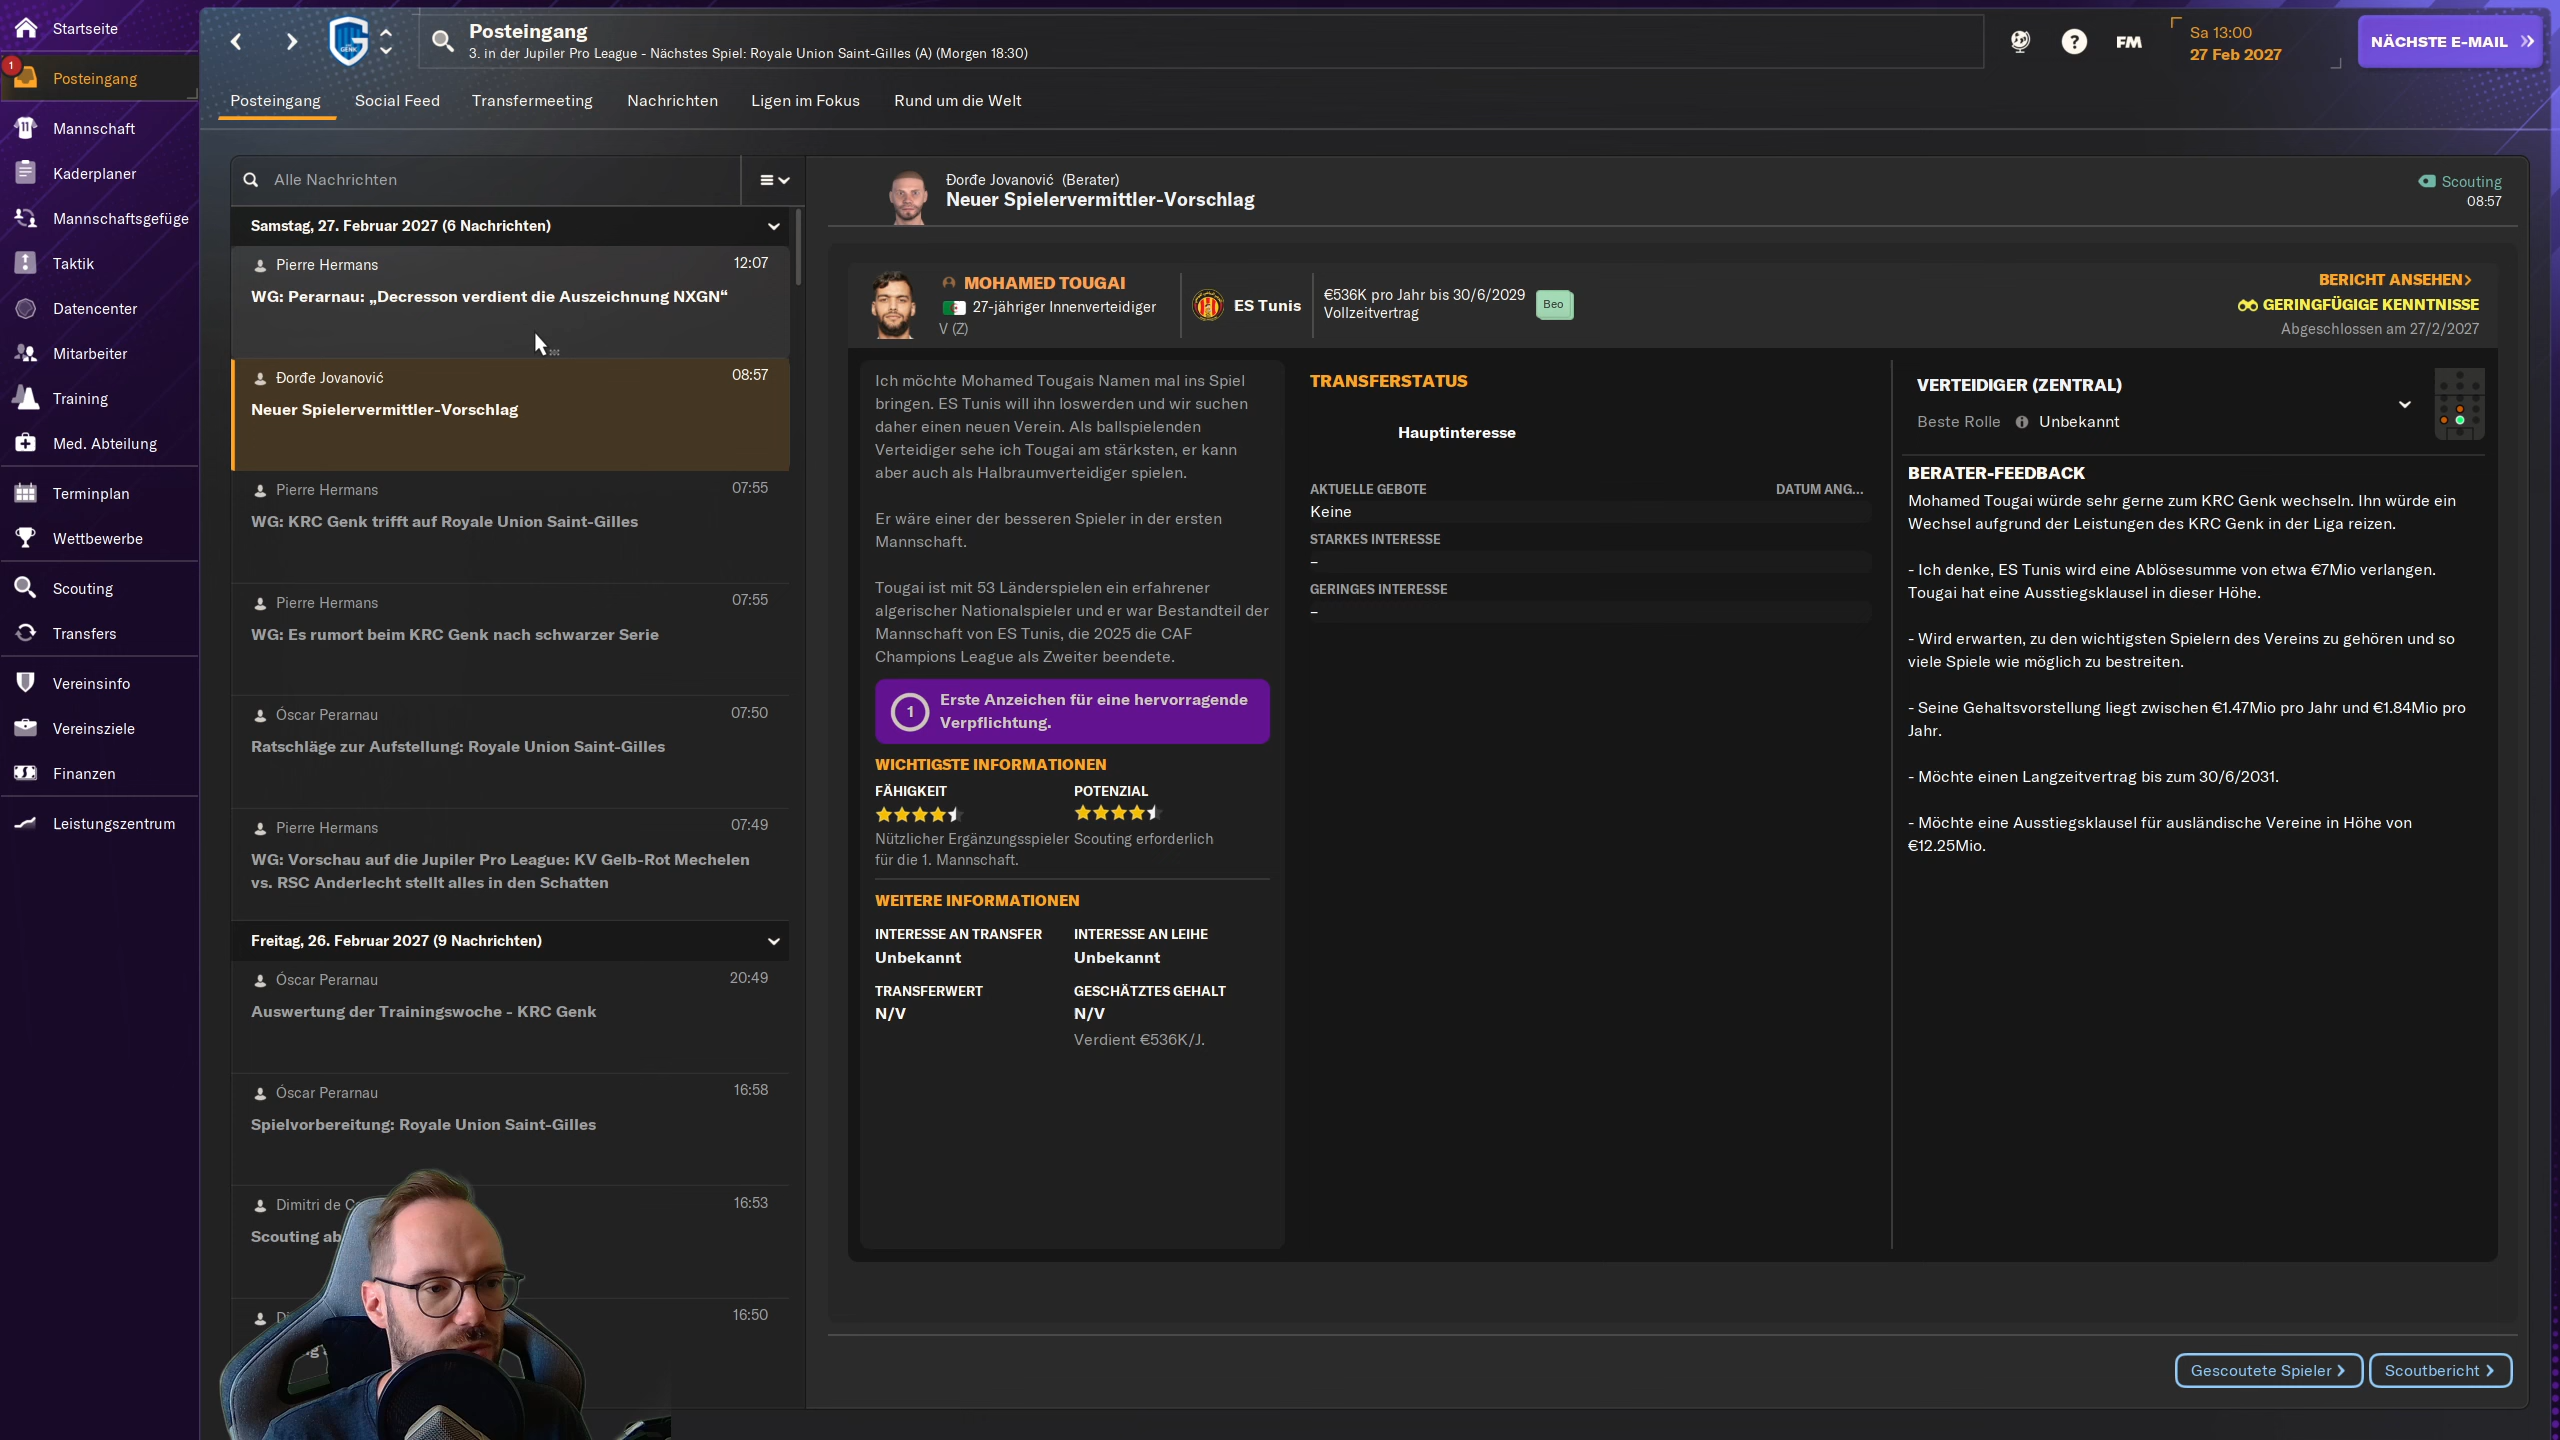 Startseite
1
Posteingang
Mannschaft
Kaderplaner
Mannschaftsgefüge
Taktik
Datencenter
Mitarbeiter
Training
Med. Abteilung
Terminplan
Wettbewerbe
Scouting
Transfers
Vereinsinfo
Vereinsziele
Finanzen
Leistungszentrum
GENK
Posteingang
3. in der Jupiler Pro League - Nächstes Spiel: Royale Union Saint-Gilles (A) (Morgen 18:30)
FM
Sa 13:00
27 Feb 2027
NÄCHSTE E-MAIL
Posteingang Social Feed Transfermeeting Nachrichten Ligen im Fokus Rund um die Welt
Alle Nachrichten
Samstag, 27. Februar 2027 (6 Nachrichten)
Pierre Hermans 12:07
WG: Perarnau: „Decresson verdient die Auszeichnung NXGN“
Đorđe Jovanović 08:57
Neuer Spielervermittler-Vorschlag
Pierre Hermans 07:55
WG: KRC Genk trifft auf Royale Union Saint-Gilles
Pierre Hermans 07:55
WG: Es rumort beim KRC Genk nach schwarzer Serie
Óscar Perarnau 07:50
Ratschläge zur Aufstellung: Royale Union Saint-Gilles
Pierre Hermans 07:49
WG: Vorschau auf die Jupiler Pro League: KV Gelb-Rot Mechelen
vs. RSC Anderlecht stellt alles in den Schatten
Freitag, 26. Februar 2027 (9 Nachrichten)
Óscar Perarnau 20:49
Auswertung der Trainingswoche - KRC Genk
Óscar Perarnau 16:58
Spielvorbereitung: Royale Union Saint-Gilles
Dimitri de 16:53
Scouting
16:50
Đorđe Jovanović (Berater)
Neuer Spielervermittler-Vorschlag
Scouting
08:57
MOHAMED TOUGAI
27-jähriger Innenverteidiger
V (Z)
ES Tunis
€536K pro Jahr bis 30/6/2029
Vollzeitvertrag
Beo
BERICHT ANSEHEN
GERINGFÜGIGE KENNTNISSE
Abgeschlossen am 27/2/2027
Ich möchte Mohamed Tougais Namen mal ins Spiel
bringen. ES Tunis will ihn loswerden und wir suchen
daher einen neuen Verein. Als ballspielenden
Verteidiger sehe ich Tougai am stärksten, er kann
aber auch als Halbraumverteidiger spielen.
Er wäre einer der besseren Spieler in der ersten
Mannschaft.
Tougai ist mit 53 Länderspielen ein erfahrener
algerischer Nationalspieler und er war Bestandteil der
Mannschaft von ES Tunis, die 2025 die CAF
Champions League als Zweiter beendete.
1
Erste Anzeichen für eine hervorragende
Verpflichtung.
WICHTIGSTE INFORMATIONEN
FÄHIGKEIT POTENZIAL
Nützlicher Ergänzungsspieler Scouting erforderlich
für die 1. Mannschaft.
WEITERE INFORMATIONEN
INTERESSE AN TRANSFER INTERESSE AN LEIHE
Unbekannt Unbekannt
TRANSFERWERT GESCHÄTZTES GEHALT
N/V N/V
Verdient €536K/J.
TRANSFERSTATUS
Hauptinteresse
AKTUELLE GEBOTE DATUM ANG...
Keine
STARKES INTERESSE
–
GERINGES INTERESSE
–
VERTEIDIGER (ZENTRAL)
Beste Rolle Unbekannt
BERATER-FEEDBACK
Mohamed Tougai würde sehr gerne zum KRC Genk wechseln. Ihn würde ein
Wechsel aufgrund der Leistungen des KRC Genk in der Liga reizen.
- Ich denke, ES Tunis wird eine Ablösesumme von etwa €7Mio verlangen.
Tougai hat eine Ausstiegsklausel in dieser Höhe.
- Wird erwarten, zu den wichtigsten Spielern des Vereins zu gehören und so
viele Spiele wie möglich zu bestreiten.
- Seine Gehaltsvorstellung liegt zwischen €1.47Mio pro Jahr und €1.84Mio pro
Jahr.
- Möchte einen Langzeitvertrag bis zum 30/6/2031.
- Möchte eine Ausstiegsklausel für ausländische Vereine in Höhe von
€12.25Mio.
Gescoutete Spieler
Scoutbericht